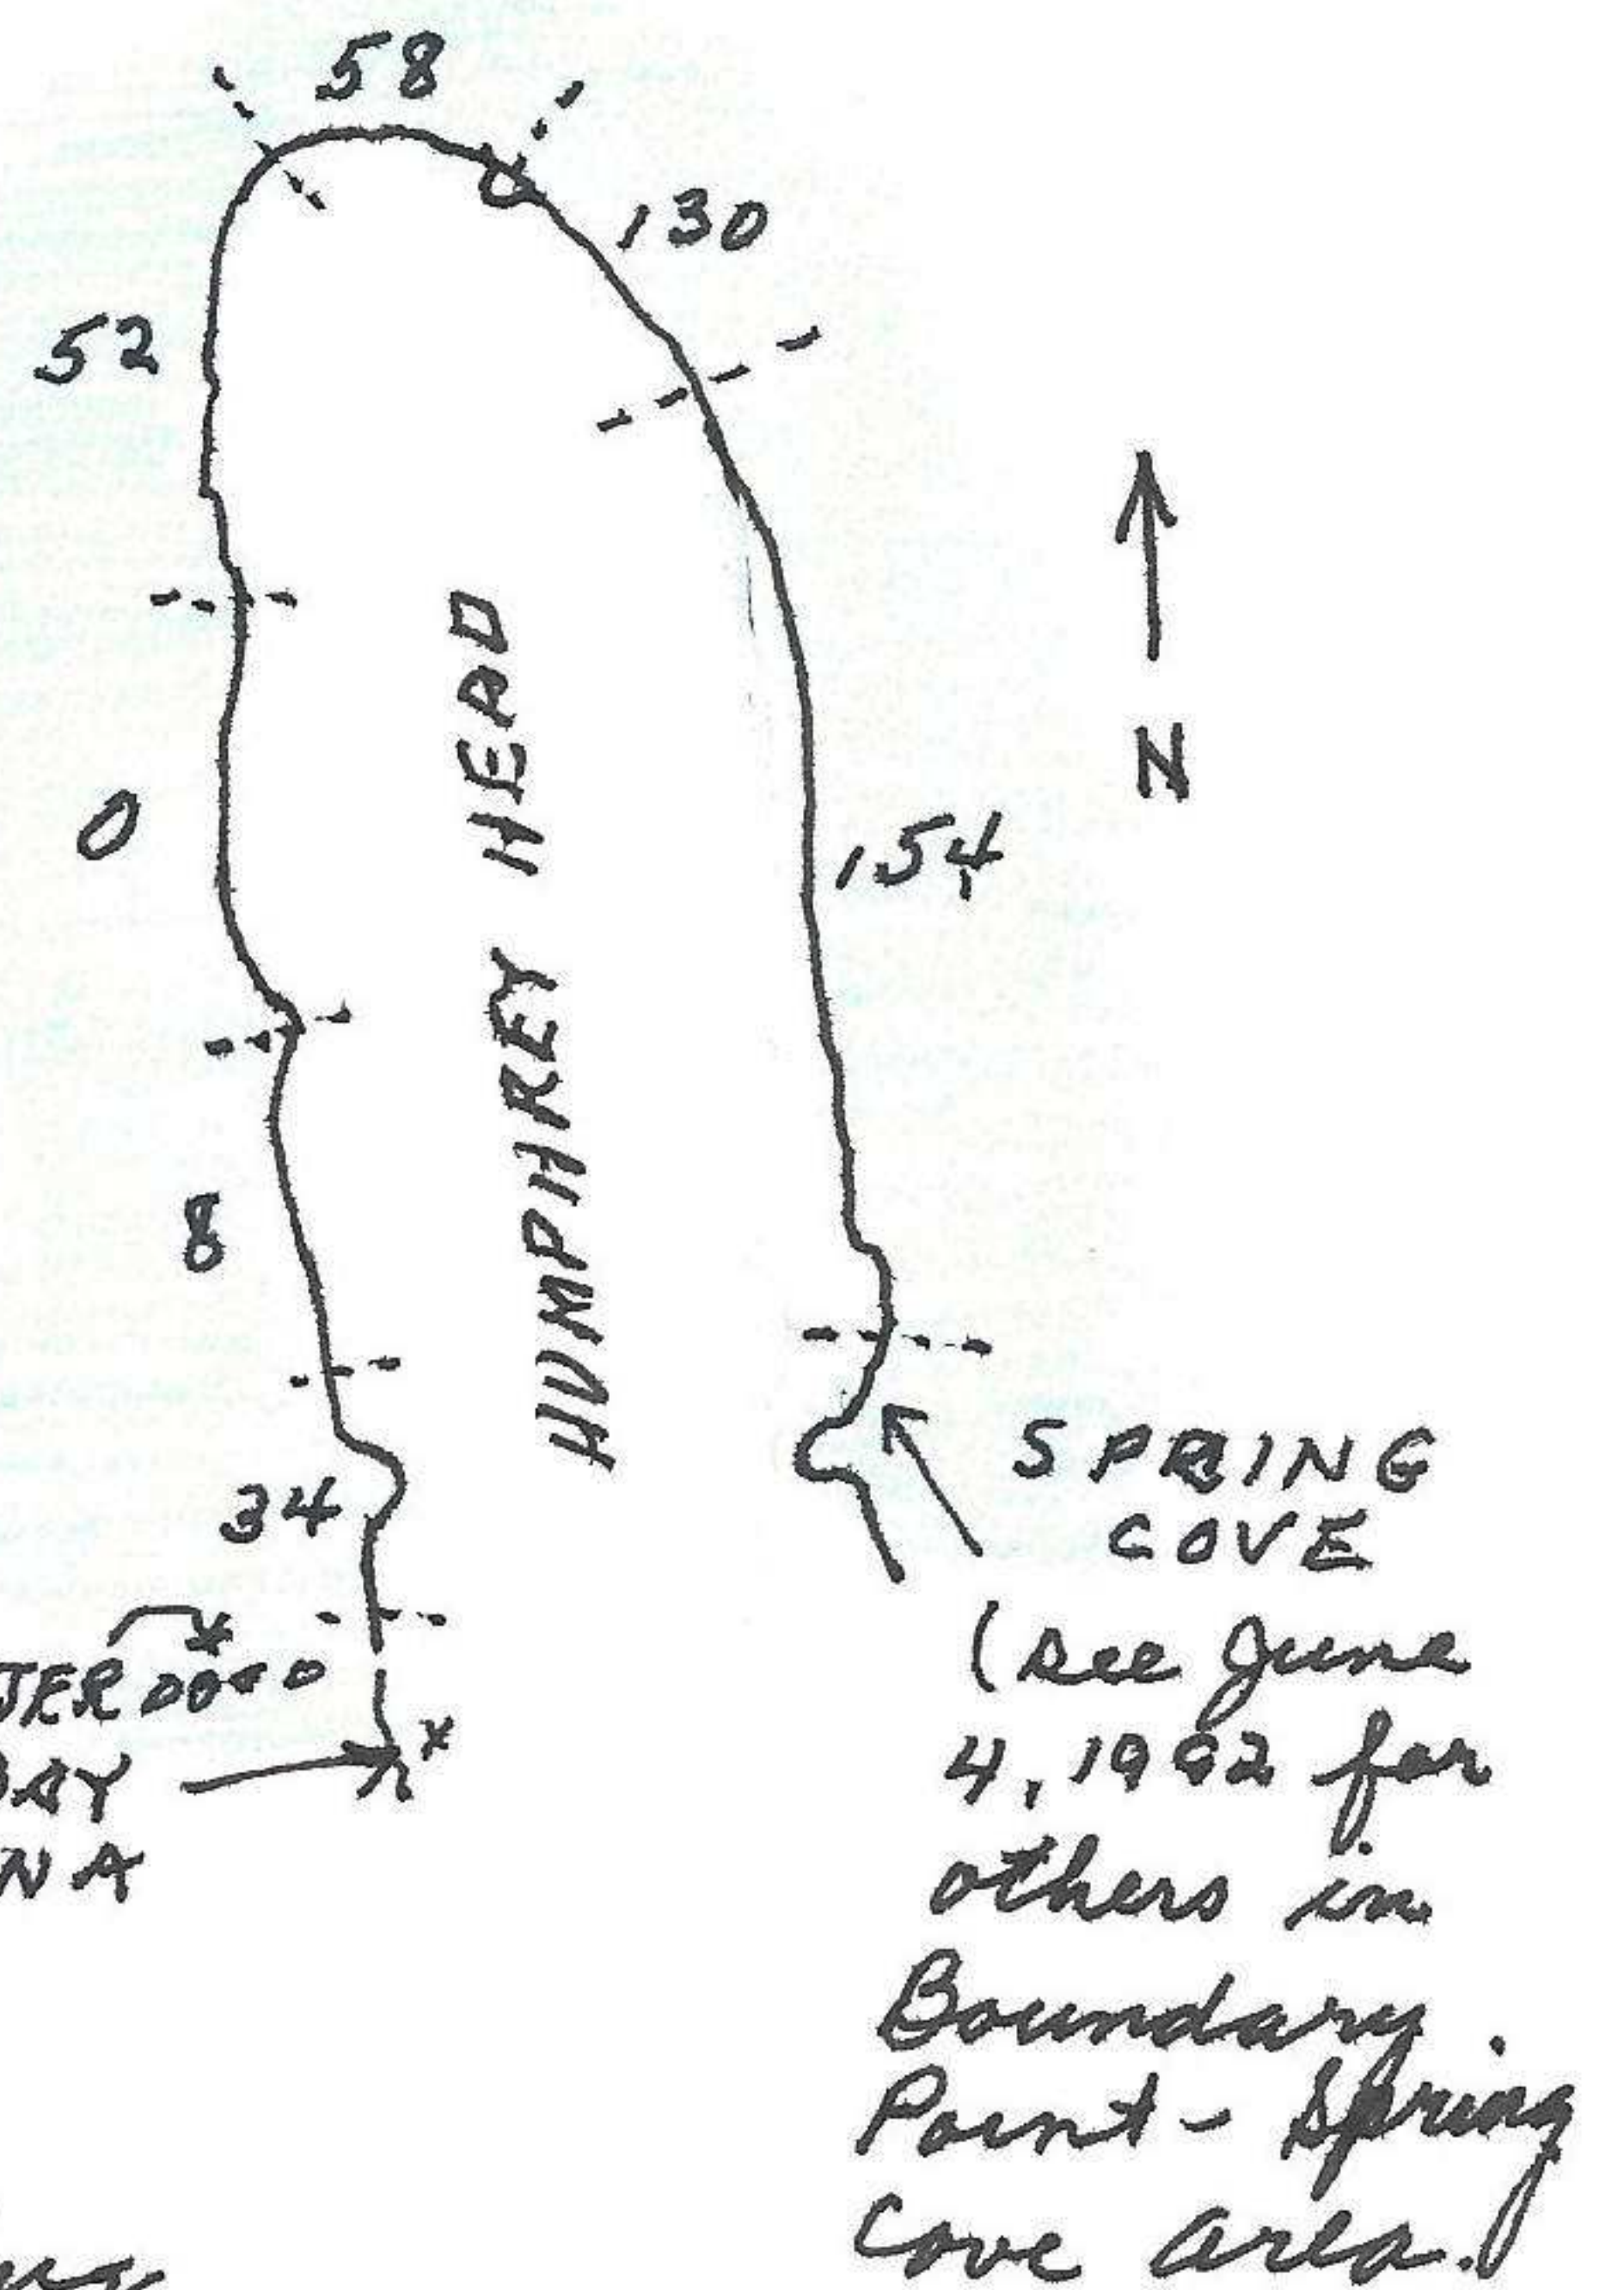 58
130
52
N
0
154
HUMPHREY HEAD
8
34
SPRING
COVE
(see June
4, 1992 for
others in
Boundary
Point - Spring
Cove area.